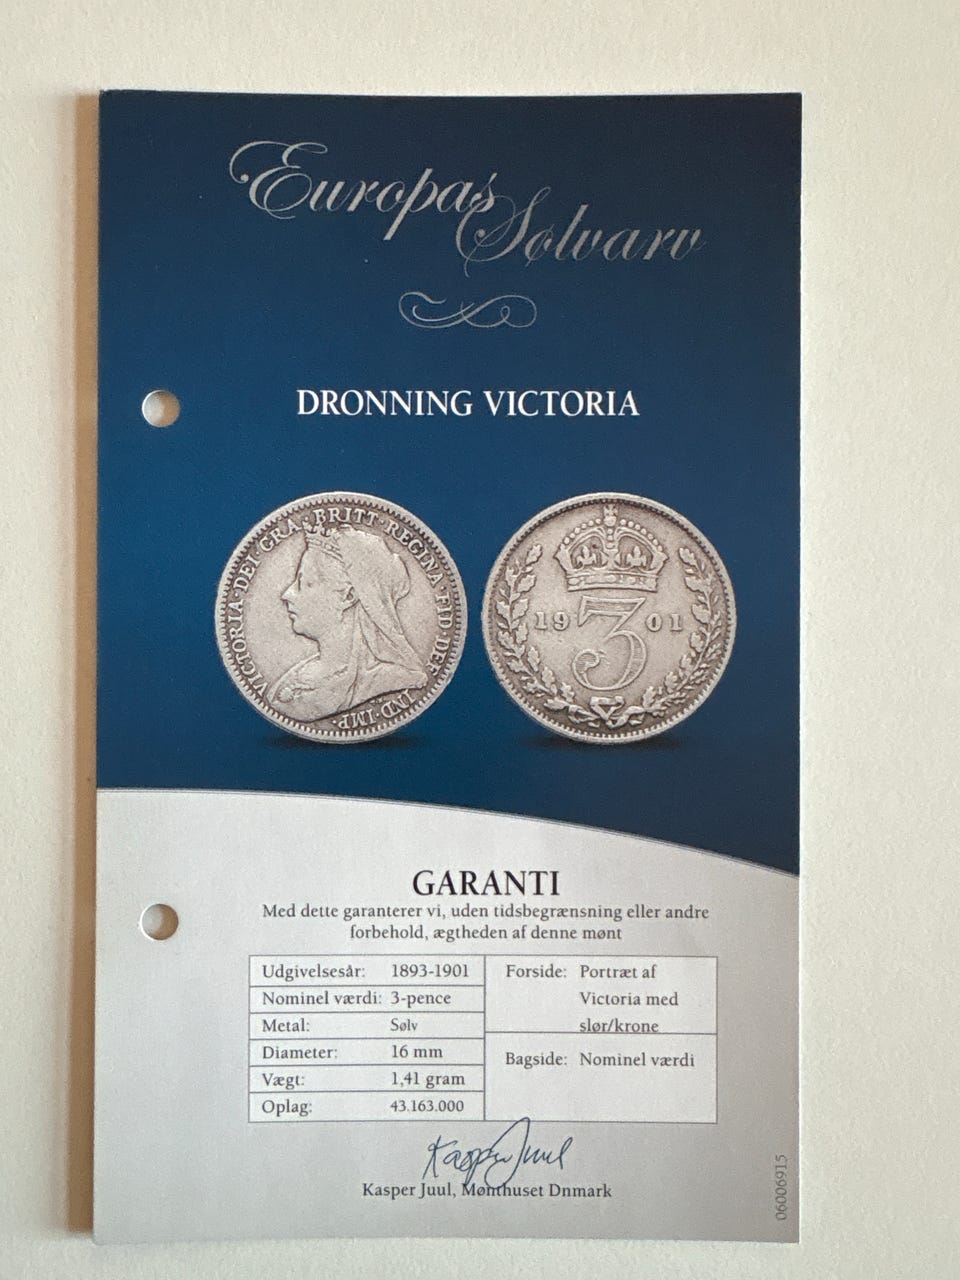 Europas
Sølvarv
DRONNING VICTORIA
VICTORIA·DEI·GRA·BRITT·REGINA·FID·DEF·IND·IMP·
19 3 01
GARANTI
Med dette garanterer vi, uden tidsbegrænsning eller andre
forbehold, ægtheden af denne mønt
Udgivelsesår: 1893-1901
Nominel værdi: 3-pence
Metal: Sølv
Diameter: 16 mm
Vægt: 1,41 gram
Oplag: 43.163.000
Forside: Portræt af
Victoria med
slør/krone
Bagside: Nominel værdi
Kasper Juul
Kasper Juul, Mønthuset Dnmark
06006915